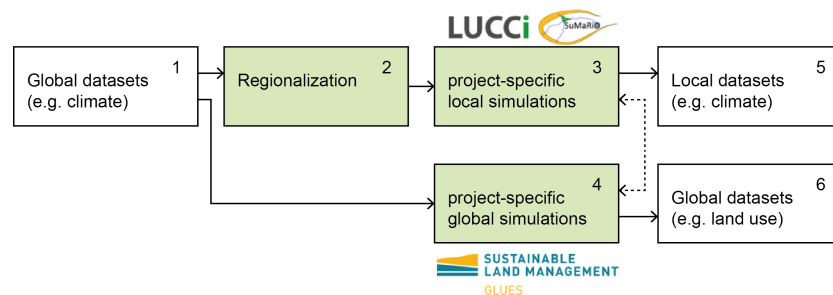 LUCCi
SuMaRiO
Global datasets
(e.g. climate)
1
Regionalization
2
project-specific
local simulations
3
Local datasets
(e.g. climate)
5
project-specific
global simulations
4
Global datasets
(e.g. land use)
6
SUSTAINABLE
LAND MANAGEMENT
GLUES